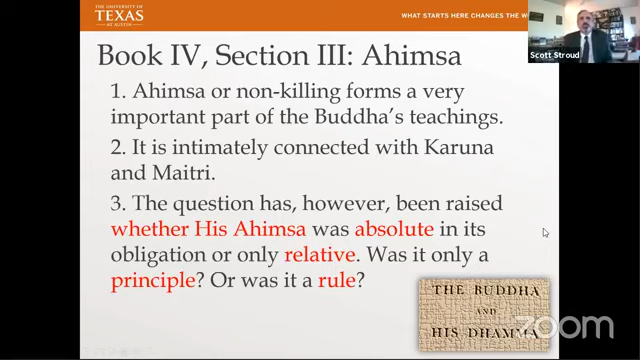 THE UNIVERSITY OF
TEXAS
AT AUSTIN
WHAT STARTS HERE CHANGES THE
Scott Stroud
Book IV, Section III: Ahimsa
1. Ahimsa or non-killing forms a very
important part of the Buddha's teachings.
2. It is intimately connected with Karuna
and Maitri.
3. The question has, however, been raised
whether His Ahimsa was absolute in its
obligation or only relative. Was it only a
principle? Or was it a rule?
THE BUDDHA
AND
HIS DHAMMA
zoom